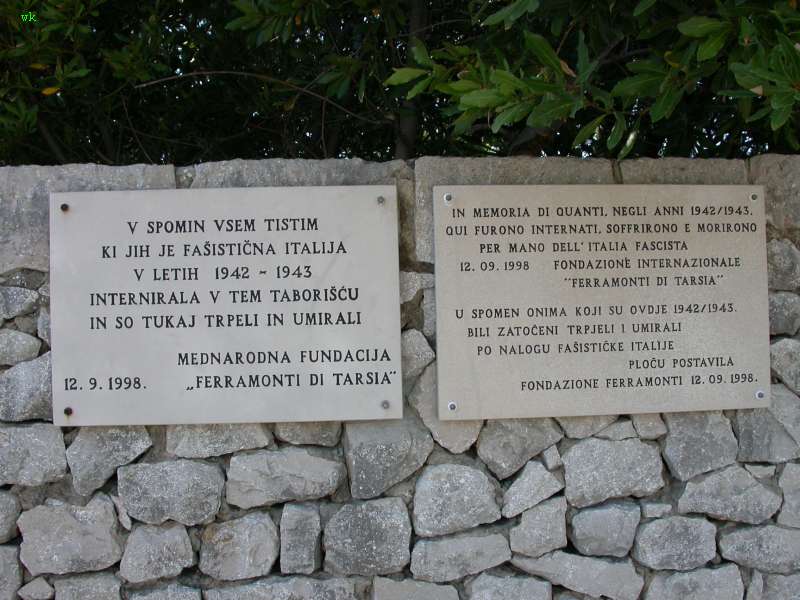 wk
V SPOMIN VSEM TISTIM
KI JIH JE FAŠISTIČNA ITALIJA
V LETIH 1942 - 1943
INTERNIRALA V TEM TABORIŠČU
IN SO TUKAJ TRPELI IN UMIRALI
MEDNARODNA FUNDACIJA
12. 9. 1998. „FERRAMONTI DI TARSIA“
IN MEMORIA DI QUANTI, NEGLI ANNI 1942/1943.
QUI FURONO INTERNATI, SOFFRIRONO E MORIRONO
PER MANO DELL'ITALIA FASCISTA
12. 09. 1998 FONDAZIONE INTERNAZIONALE
"FERRAMONTI DI TARSIA"
U SPOMEN ONIMA KOJI SU OVDJE 1942/1943.
BILI ZATOČENI TRPJELI I UMIRALI
PO NALOGU FAŠISTIČKE ITALIJE
PLOČU POSTAVILA
FONDAZIONE FERRAMONTI 12. 09. 1998.
wk